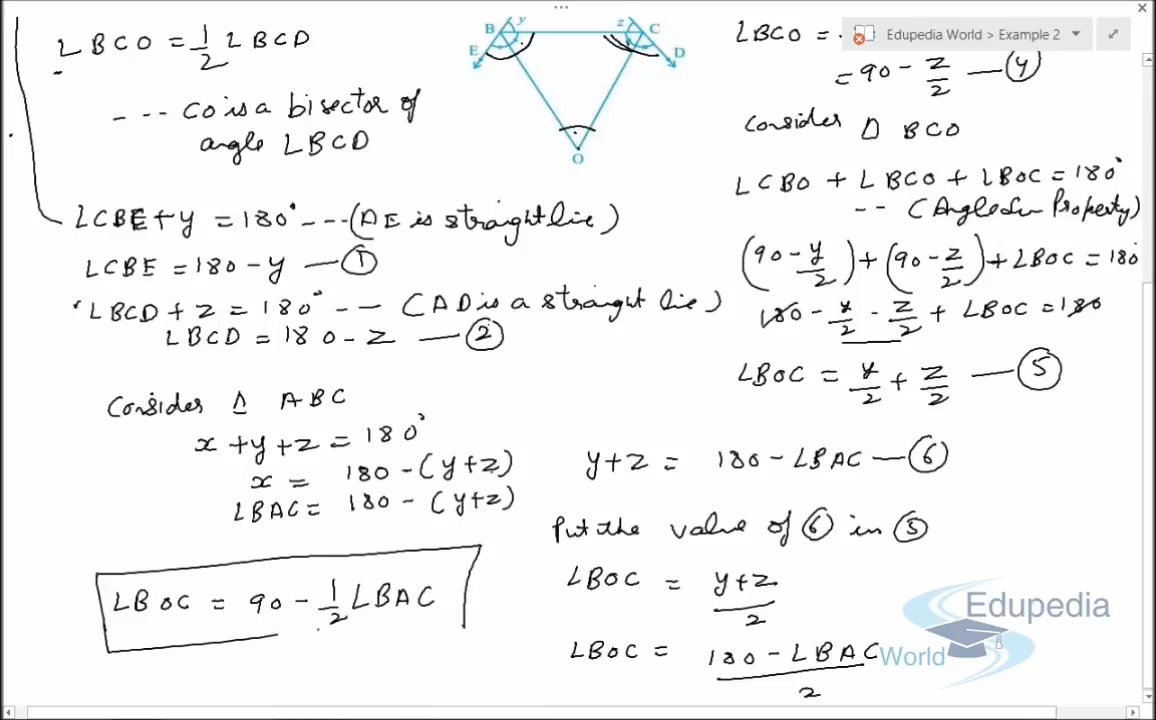 ∠BCO = 1/2 ∠BCD
- --- CO is a bisector of
angle ∠BCD
∠CBE + y = 180° --- (AE is straight line)
∠CBE = 180 - y — ①
∠BCD + z = 180° -- (AD is a straight line)
∠BCD = 180 - z — ②
Consider Δ ABC
x + y + z = 180°
x = 180 - (y+z)
∠BAC = 180 - (y+z)
∠BOC = 90 - 1/2 ∠BAC
B y z C
E D
O
∠BCO =
= 90 - z/2 — ④
Consider Δ BCO
∠CBO + ∠BCO + ∠BOC = 180°
-- (Angle Sum Property)
(90 - y/2) + (90 - z/2) + ∠BOC = 180
180 - y/2 - z/2 + ∠BOC = 180
∠BOC = y/2 + z/2 — ⑤
y+z = 180 - ∠BAC — ⑥
Put the value of ⑥ in ⑤
∠BOC = y+z/2
∠BOC = 180 - ∠BAC/2
Edupedia World > Example 2
Edupedia
World